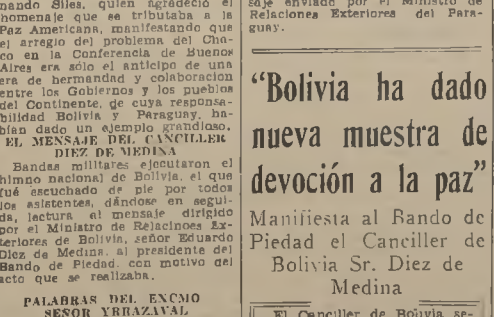 nando Siles, quien agradeció el
homenaje que se tributaba a la
Paz Americana, manifestando que
el arreglo del problema del Cha-
co en la Conferencia de Buenos
Aires era sólo el anticipo de una
era de hermandad y colaboracion
entre los Gobiernos y los pueblos
del Continente, de cuya responsa-
bilidad Bolivia y Paraguay, ha-
bían dado un ejemplo grandioso.
EL MENSAJE DEL CANCILLER
DIEZ DE MEDINA
Bandas militares ejecutaron el
himno nacional de Bolivia, el que
fué escuchado de pie por todos
los asistentes, dándose en segui-
da, lectura al mensaje dirigido
por el Ministro de Relacinoes Ex-
teriores de Bolivia, señor Eduardo
Diez de Medina, al presidente del
Bando de Piedad, con motivo del
acto que se realizaba.
PALABRAS DEL EXCMO
SEÑOR YRRAZAVAL
saje enviado por el Ministro de
Relaciones Exteriores del Para-
guay.
"Bolivia ha dado
nueva muestra de
devoción a la paz"
Manifiesta al Bando de
Piedad el Canciller de
Bolivia Sr. Diez de
Medina
El Canciller de Bolivia se-